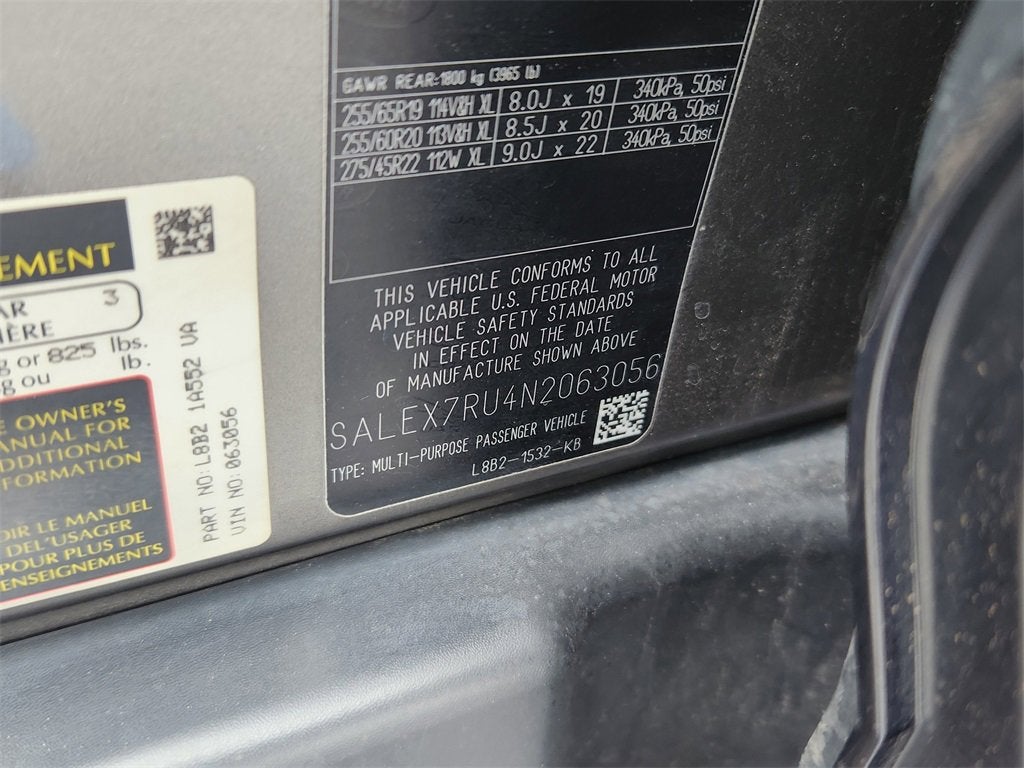 EMENT
AR 3
IÈRE
g or 825 lbs.
g ou lb.
E OWNER'S
ANUAL FOR
DDITIONAL
FORMATION
OIR LE MANUEL
DEL'USAGER
POUR PLUS DE
ENSEIGNEMENTS
PART NO: L8B2 1A552 VA
VIN NO: 063056
GAWR REAR:1800 kg (3965 lb)
255/65R19 114V&H XL 8.0J x 19 340kPa, 50psi
255/60R20 113V&H XL 8.5J x 20 340kPa, 50psi
275/45R22 112W XL 9.0J x 22 340kPa, 50psi
THIS VEHICLE CONFORMS TO ALL
APPLICABLE U.S. FEDERAL MOTOR
VEHICLE SAFETY STANDARDS
IN EFFECT ON THE DATE
OF MANUFACTURE SHOWN ABOVE
SALEX7RU4N2063056
TYPE: MULTI-PURPOSE PASSENGER VEHICLE
L8B2-1532-KB